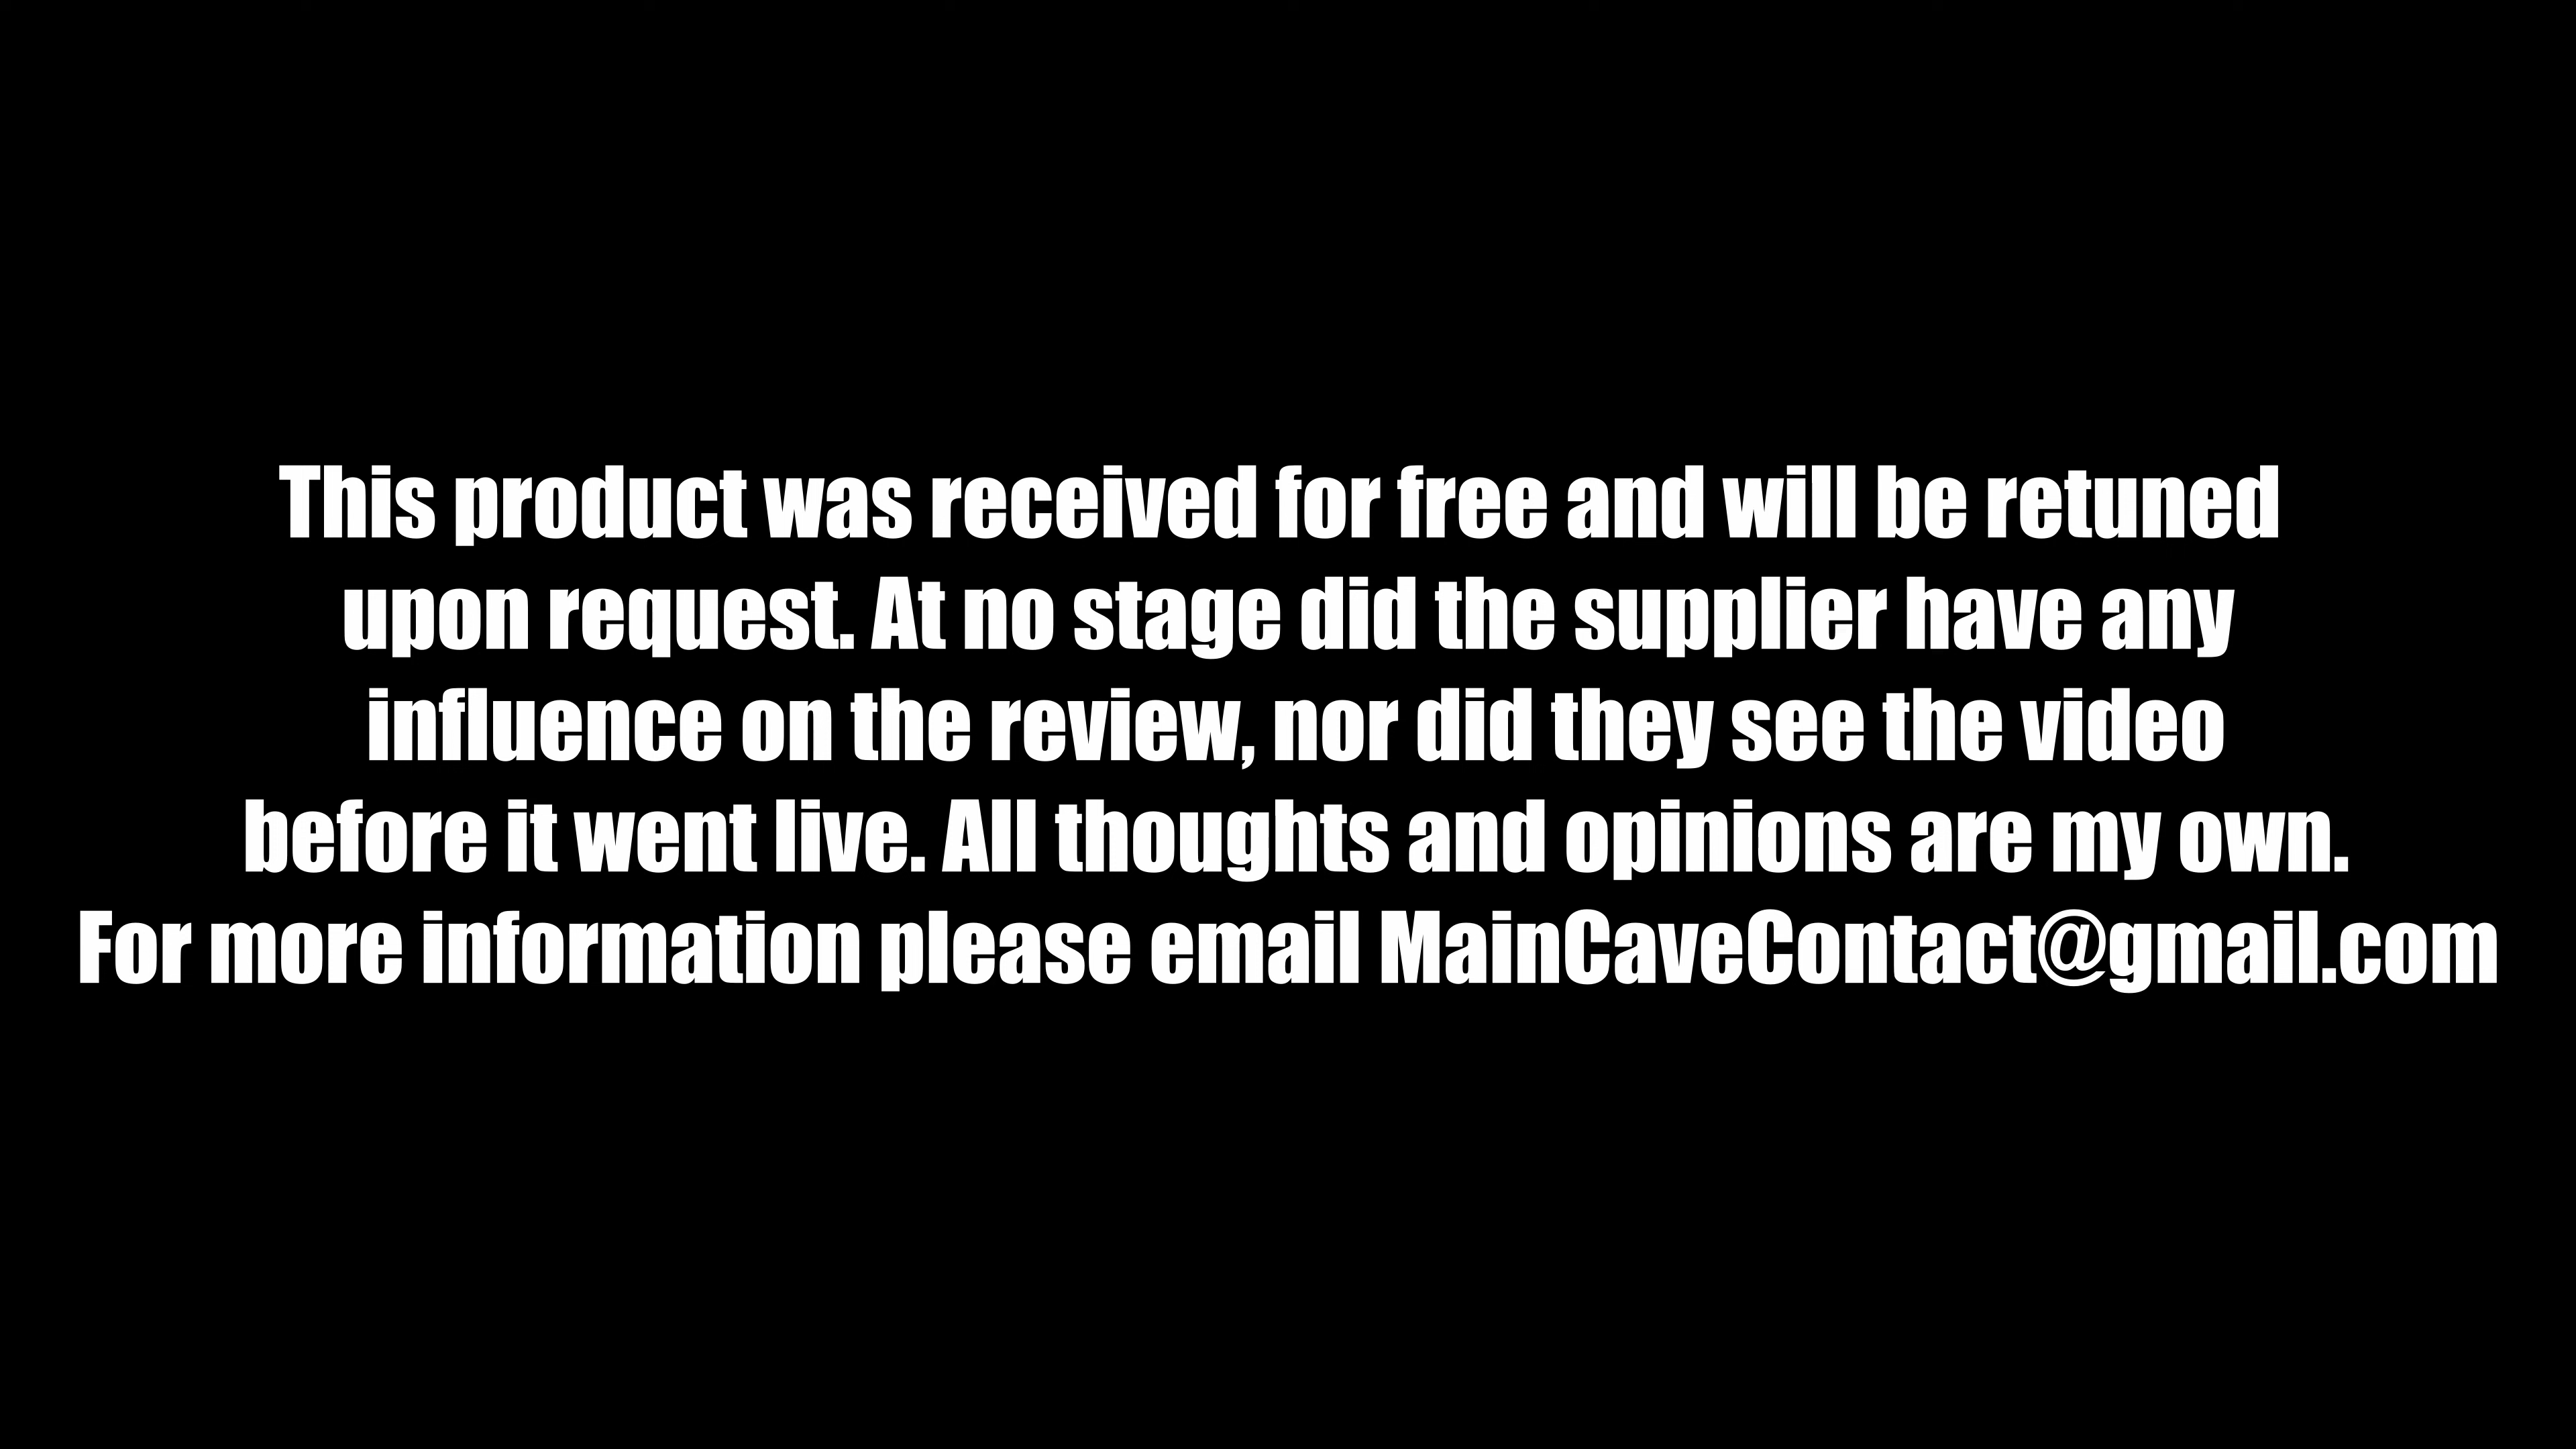 This product was received for free and will be retuned
upon request. At no stage did the supplier have any
influence on the review, nor did they see the video
before it went live. All thoughts and opinions are my own.
For more information please email MainCaveContact@gmail.com